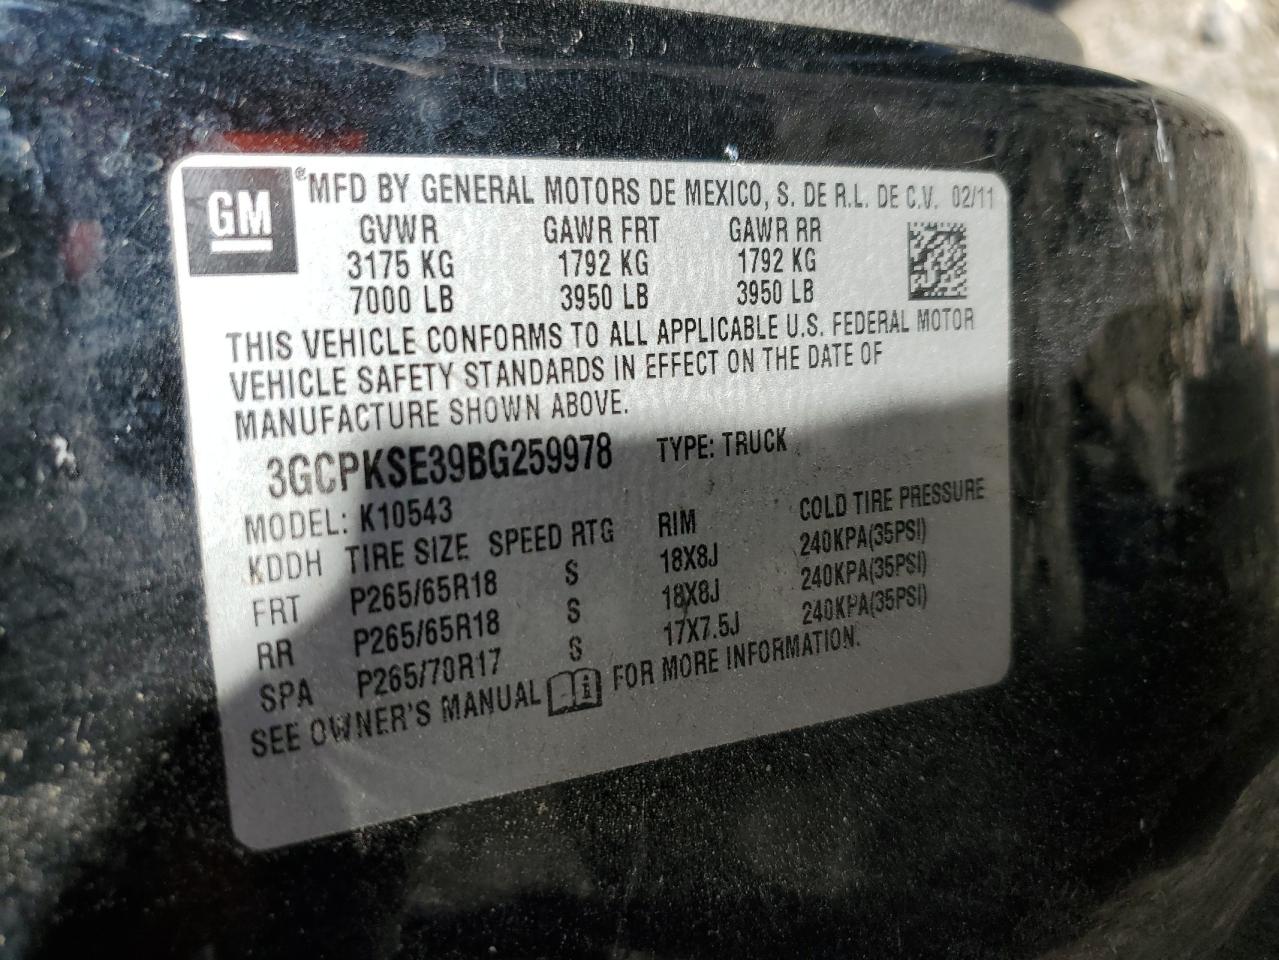 GM ® MFD BY GENERAL MOTORS DE MEXICO, S. DE R.L. DE C.V. 02/11
GVWR GAWR FRT GAWR RR
3175 KG 1792 KG 1792 KG
7000 LB 3950 LB 3950 LB
THIS VEHICLE CONFORMS TO ALL APPLICABLE U.S. FEDERAL MOTOR
VEHICLE SAFETY STANDARDS IN EFFECT ON THE DATE OF
MANUFACTURE SHOWN ABOVE.
3GCPKSE39BG259978 TYPE: TRUCK
MODEL: K10543
KDDH TIRE SIZE SPEED RTG RIM COLD TIRE PRESSURE
FRT P265/65R18 S 18X8J 240KPA(35PSI)
RR P265/65R18 S 18X8J 240KPA(35PSI)
SPA P265/70R17 S 17X7.5J 240KPA(35PSI)
SEE OWNER'S MANUAL i FOR MORE INFORMATION.